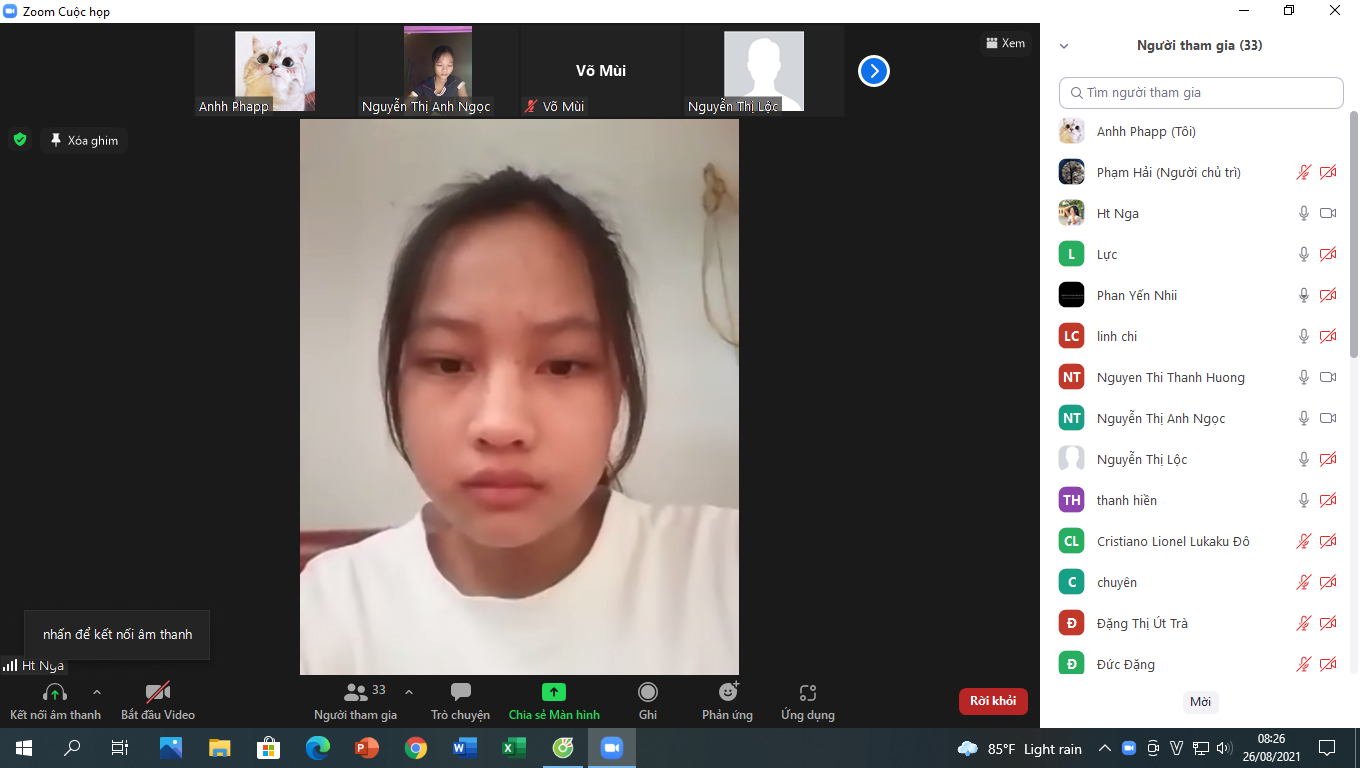 Zoom Cuộc họp
Anhh Phapp
Nguyễn Thị Anh Ngọc
Võ Mùi
Võ Mùi
Nguyễn Thị Lộc
Xem
Xóa ghim
nhấn để kết nối âm thanh
Ht Nga
Người tham gia (33)
Tìm người tham gia
Anhh Phapp (Tôi)
Phạm Hải (Người chủ trì)
Ht Nga
L Lực
Phan Yến Nhii
LC linh chi
NT Nguyen Thi Thanh Huong
NT Nguyễn Thị Anh Ngọc
Nguyễn Thị Lộc
TH thanh hiền
CL Cristiano Lionel Lukaku Đô
C chuyên
Đ Đặng Thị Út Trà
Đ Đức Đặng
Mời
Kết nối âm thanh
Bắt đầu Video
33
Người tham gia
Trò chuyện
Chia sẻ Màn hình
Ghi
Phản ứng
Ứng dụng
Rời khỏi
85°F Light rain
08:26
26/08/2021